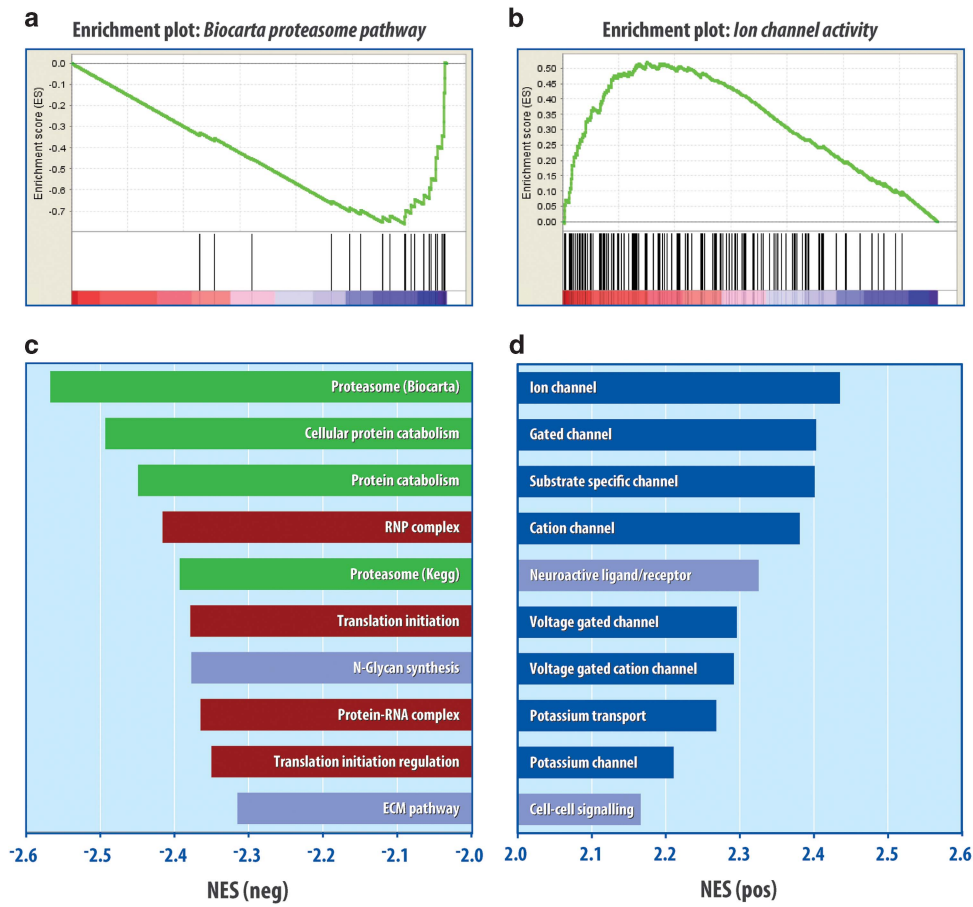 a
Enrichment plot: Biocarta proteasome pathway
Enrichment score (ES)
0.0
-0.1
-0.2
-0.3
-0.4
-0.5
-0.6
-0.7
b
Enrichment plot: Ion channel activity
Enrichment score (ES)
0.50
0.45
0.40
0.35
0.30
0.25
0.20
0.15
0.10
0.05
0.00
c
Proteasome (Biocarta)
Cellular protein catabolism
Protein catabolism
RNP complex
Proteasome (Kegg)
Translation initiation
N-Glycan synthesis
Protein-RNA complex
Translation initiation regulation
ECM pathway
-2.6 -2.5 -2.4 -2.3 -2.2 -2.1 -2.0
NES (neg)
d
Ion channel
Gated channel
Substrate specific channel
Cation channel
Neuroactive ligand/receptor
Voltage gated channel
Voltage gated cation channel
Potassium transport
Potassium channel
Cell-cell signalling
2.0 2.1 2.2 2.3 2.4 2.5 2.6
NES (pos)